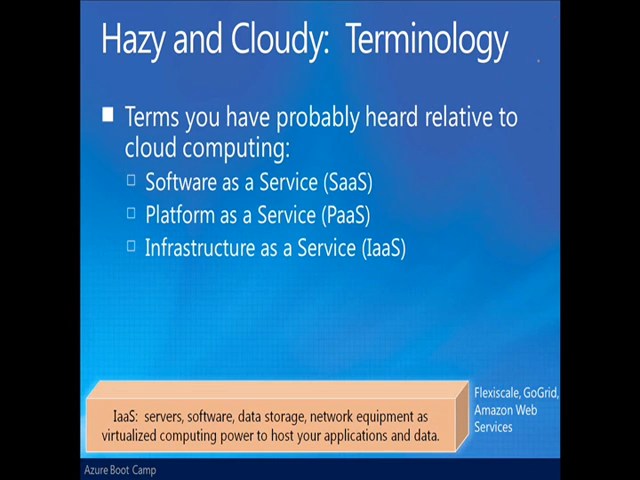 Hazy and Cloudy: Terminology
Terms you have probably heard relative to
cloud computing:
Software as a Service (SaaS)
Platform as a Service (PaaS)
Infrastructure as a Service (IaaS)
IaaS: servers, software, data storage, network equipment as
virtualized computing power to host your applications and data.
Flexiscale, GoGrid,
Amazon Web
Services
Azure Boot Camp